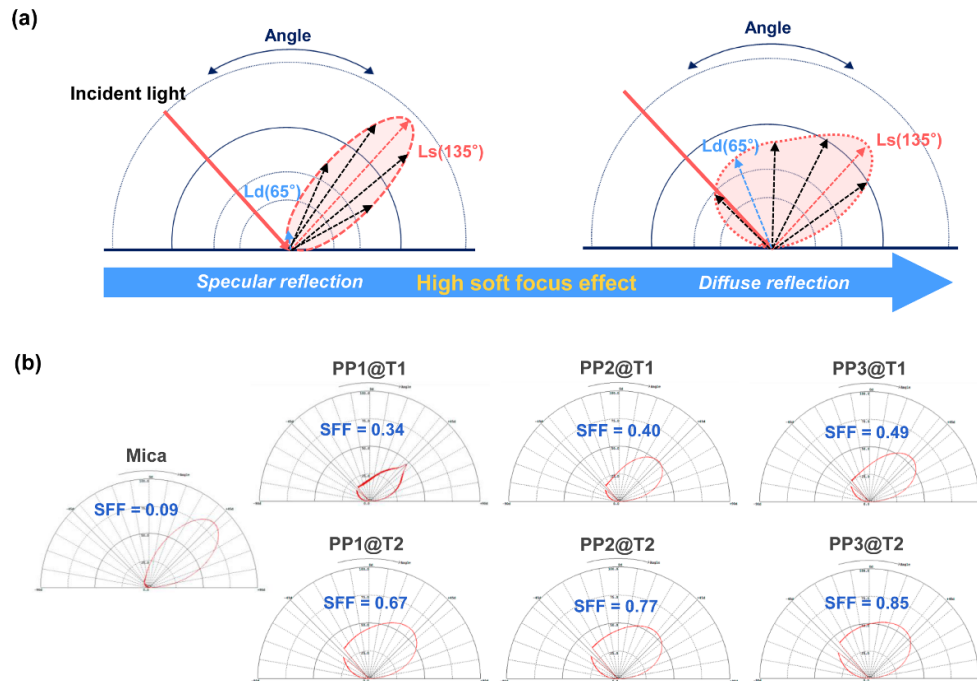 (a)
Angle
Incident light
Ld(65°)
Ls(135°)
Angle
Ld(65°)
Ls(135°)
Specular reflection
High soft focus effect
Diffuse reflection
(b)
Mica
SFF = 0.09
PP1@T1
SFF = 0.34
PP2@T1
SFF = 0.40
PP3@T1
SFF = 0.49
PP1@T2
SFF = 0.67
PP2@T2
SFF = 0.77
PP3@T2
SFF = 0.85